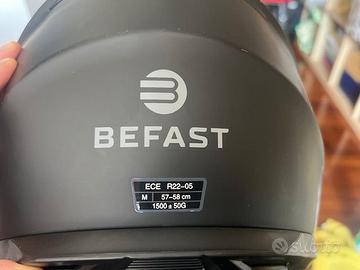 BEFAST
ECE R22-05
M 57-58 cm
1500 ± 50G
subito